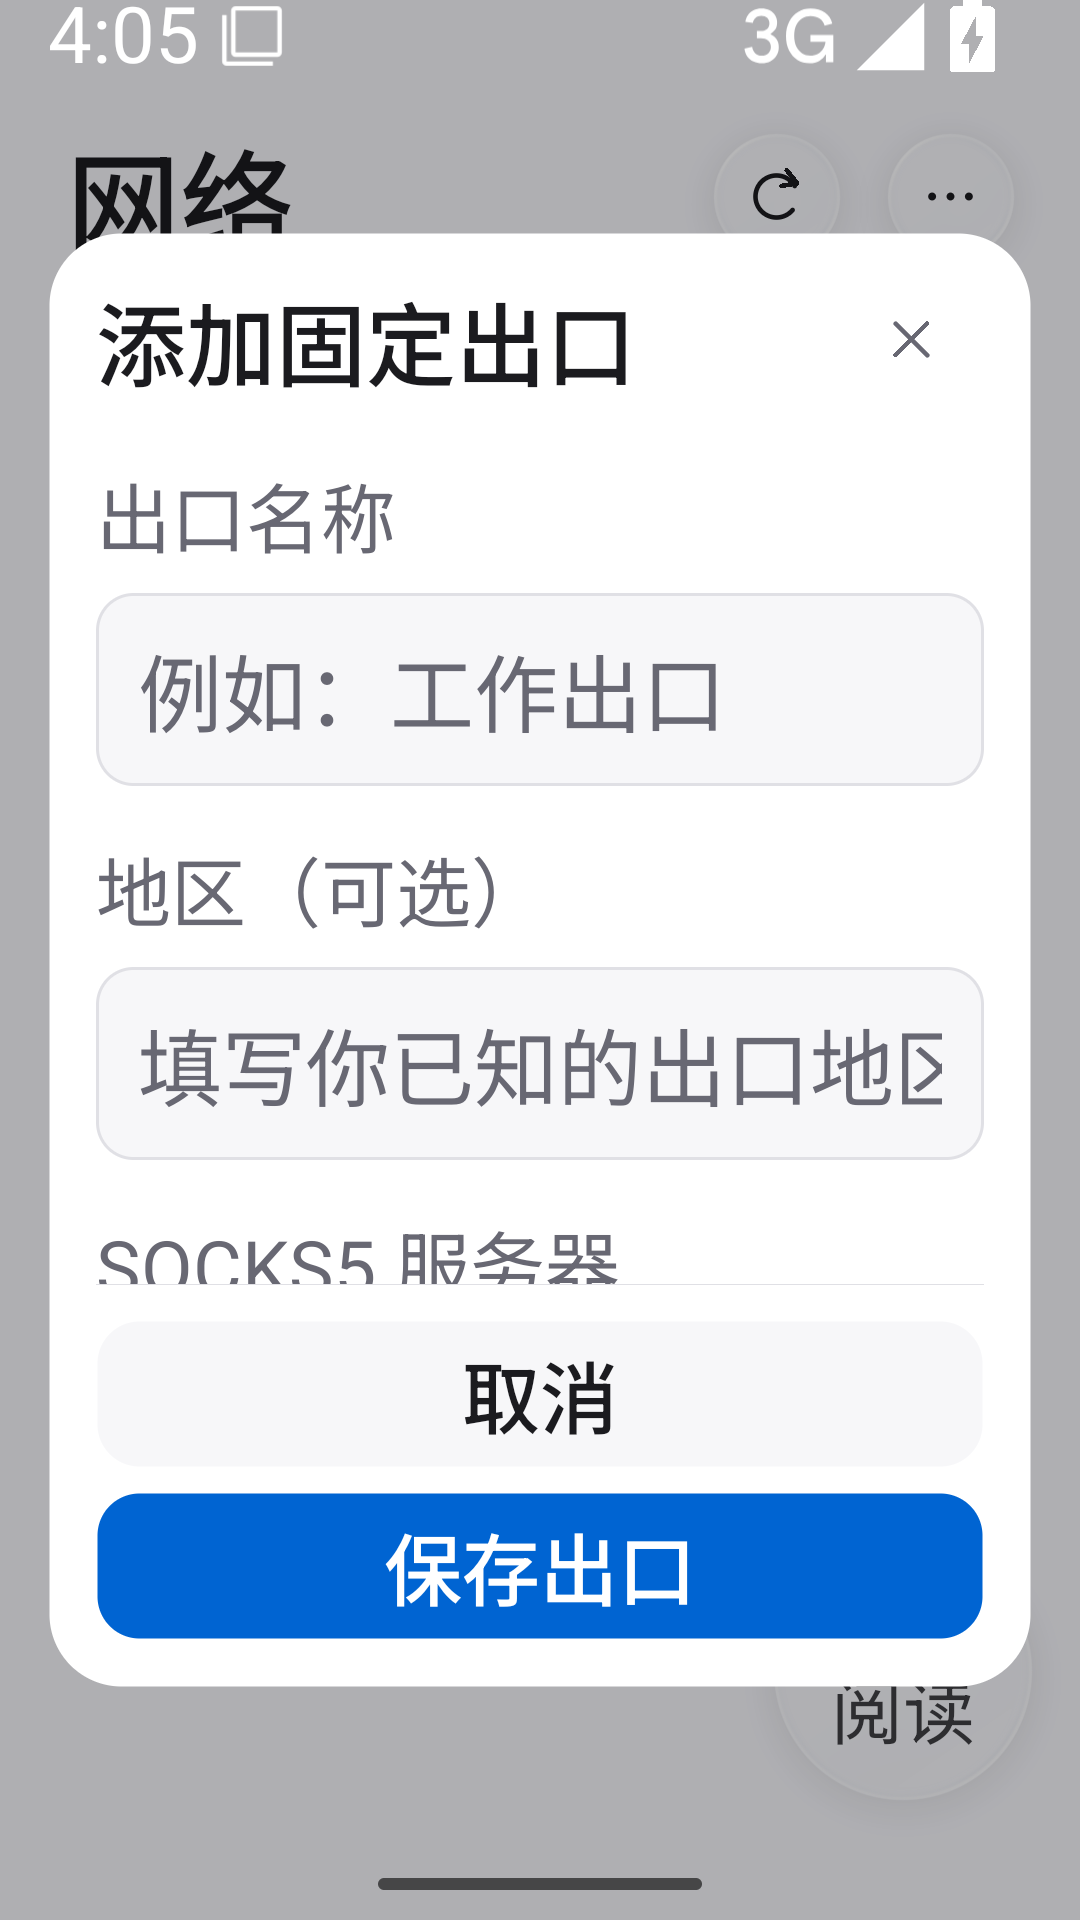 4:05
3G
网络
添加固定出口
出口名称
例如：工作出口
地区（可选）
填写你已知的出口地区
SOCKS5 服务器
取消
保存出口
阅读